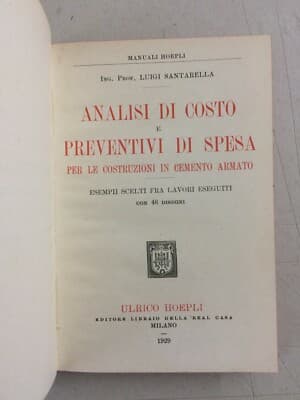 MANUALI HOEPLI
ING. PROF. LUIGI SANTARELLA
ANALISI DI COSTO
E
PREVENTIVI DI SPESA
PER LE COSTRUZIONI IN CEMENTO ARMATO
ESEMPII SCELTI FRA LAVORI ESEGUITI
CON 46 DISEGNI
ULRICO HOEPLI
EDITORE LIBRAIO DELLA REAL CASA
MILANO
1929